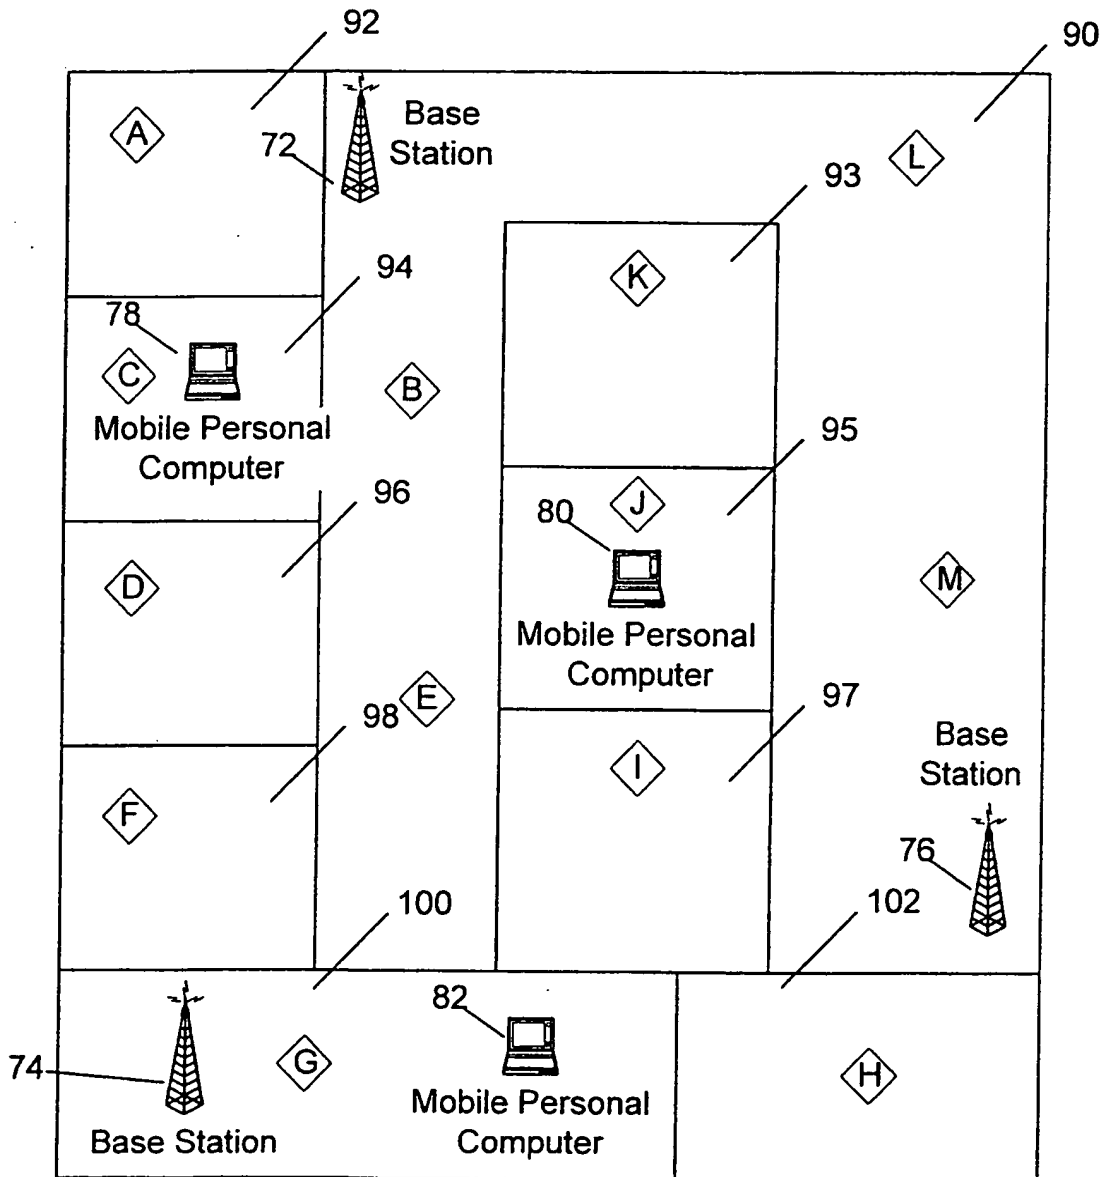 92
90
A
Base
Station
72
L
93
K
94
78
C
B
Mobile Personal
Computer
95
96
J
80
D
M
Mobile Personal
Computer
E
98
97
Base
Station
I
F
76
100
102
82
74
G
H
Mobile Personal
Computer
Base Station